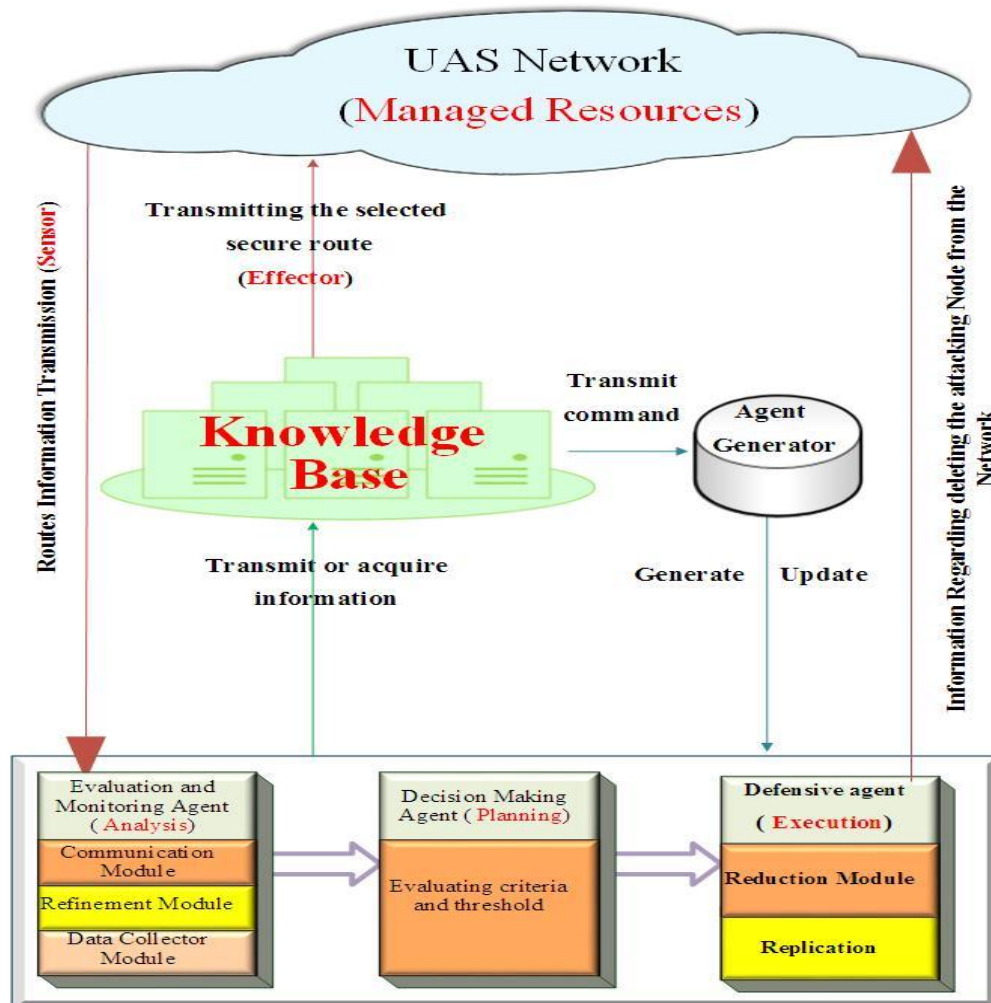 UAS Network
(Managed Resources)
Routes Information Transmission (Sensor)
Transmitting the selected
secure route
(Effector)
Information Regarding deleting the attacking Node from the
Network
Knowledge
Base
Transmit
command
Agent
Generator
Transmit or acquire
information
Generate Update
Evaluation and
Monitoring Agent
( Analysis)
Communication
Module
Refinement Module
Data Collector
Module
Decision Making
Agent ( Planning)
Evaluating criteria
and threshold
Defensive agent
( Execution)
Reduction Module
Replication